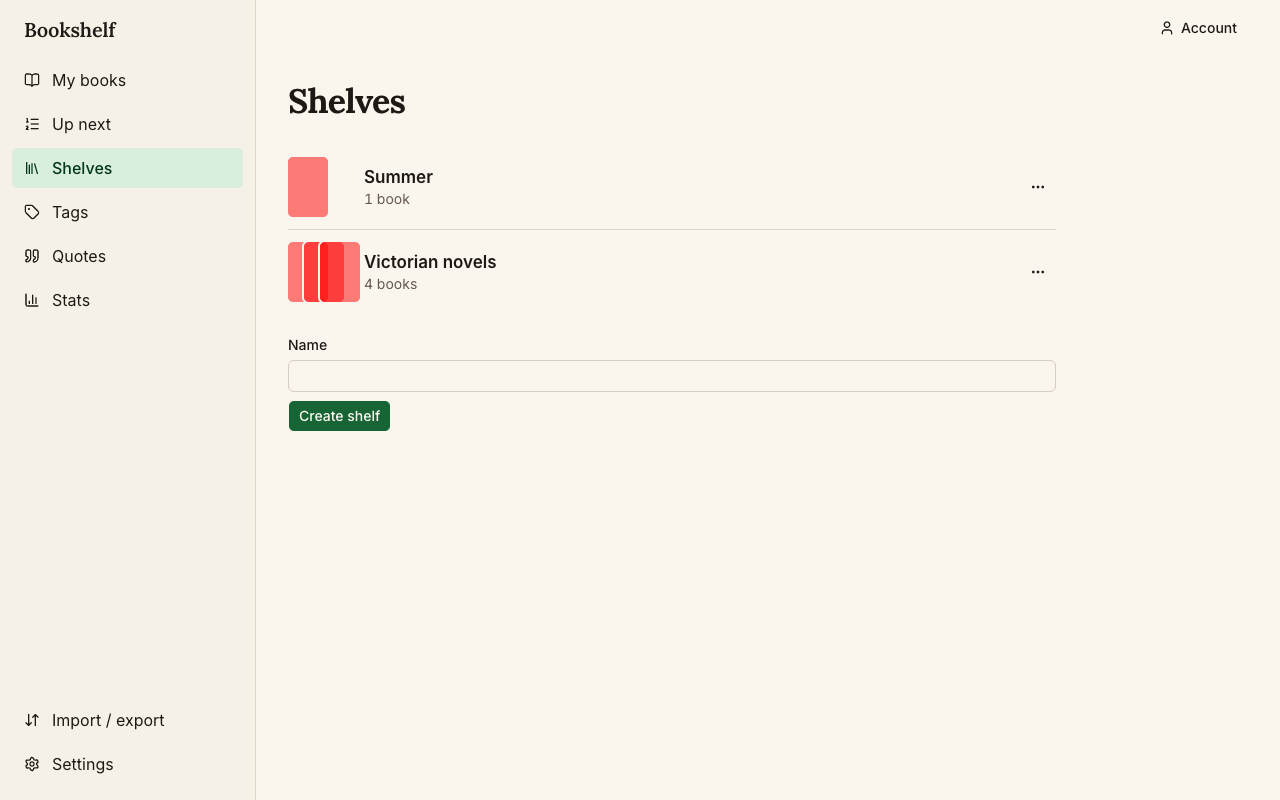 Bookshelf
My books
Up next
Shelves
Tags
Quotes
Stats
Import / export
Settings
Account
Shelves
Summer
1 book
Victorian novels
4 books
Name
Create shelf